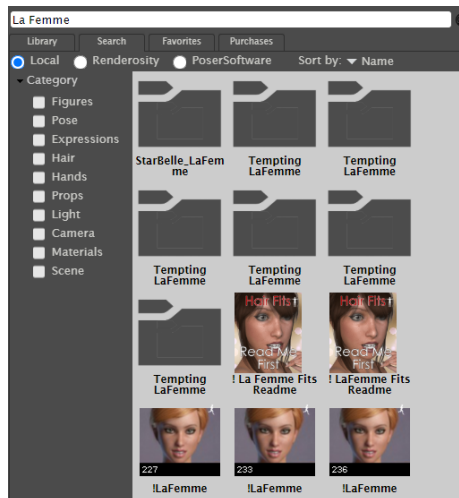 La Femme
Library Search Favorites Purchases
Local Renderosity PoserSoftware Sort by: Name
Category
Figures
Pose
Expressions
Hair
Hands
Props
Light
Camera
Materials
Scene
StarBelle_LaFem
me
Tempting
LaFemme
Tempting
LaFemme
Tempting
LaFemme
Tempting
LaFemme
Tempting
LaFemme
Tempting
LaFemme
Hair Fits
Read Me
First
! La Femme Fits
Readme
Hair Fits
Read Me
First
! LaFemme Fits
Readme
227
!LaFemme
233
!LaFemme
236
!LaFemme